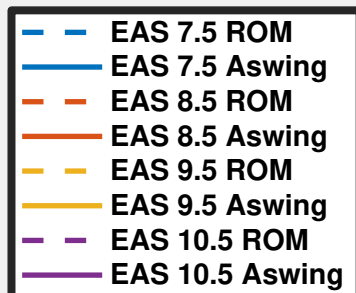 EAS 7.5 ROM
EAS 7.5 Aswing
EAS 8.5 ROM
EAS 8.5 Aswing
EAS 9.5 ROM
EAS 9.5 Aswing
EAS 10.5 ROM
EAS 10.5 Aswing